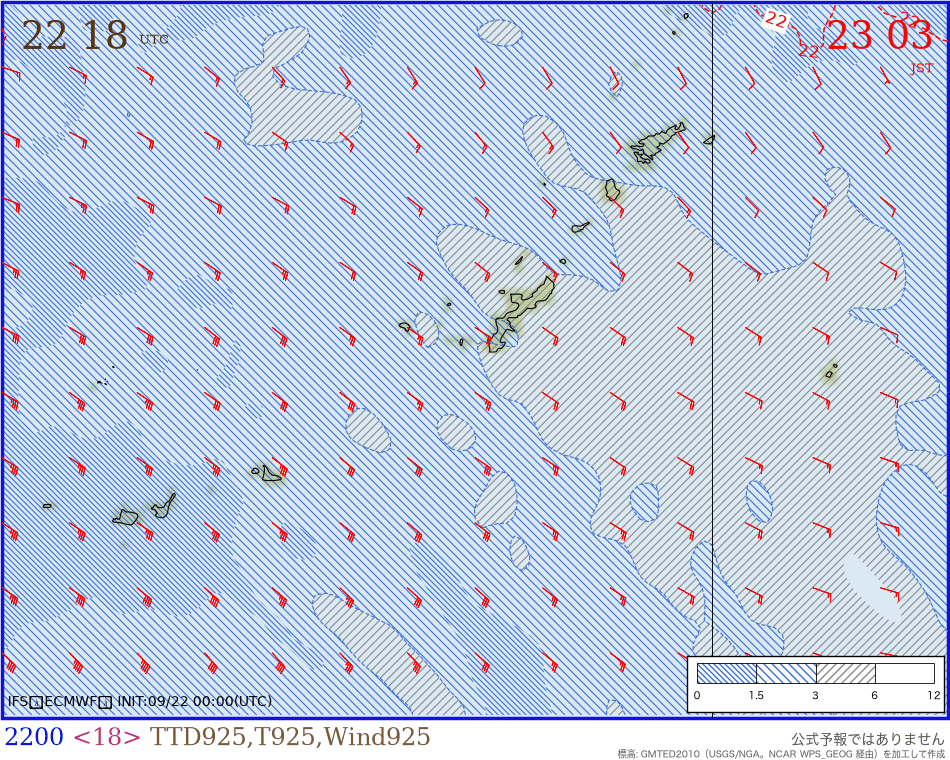 22 18 UTC
22
22
22
23 03
JST
IFS□ECMWF□ INIT:09/22 00:00(UTC)
0 1.5 3 6 12
2200 <18> TTD925,T925,Wind925
公式予報ではありません
標高: GMTED2010（USGS/NGA。NCAR WPS_GEOG 経由）を加工して作成